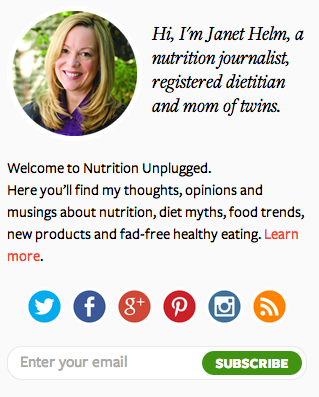 Hi, I'm Janet Helm, a
nutrition journalist,
registered dietitian
and mom of twins.
Welcome to Nutrition Unplugged.
Here you'll find my thoughts, opinions and
musings about nutrition, diet myths, food trends,
new products and fad-free healthy eating. Learn
more.
f g+
Enter your email SUBSCRIBE